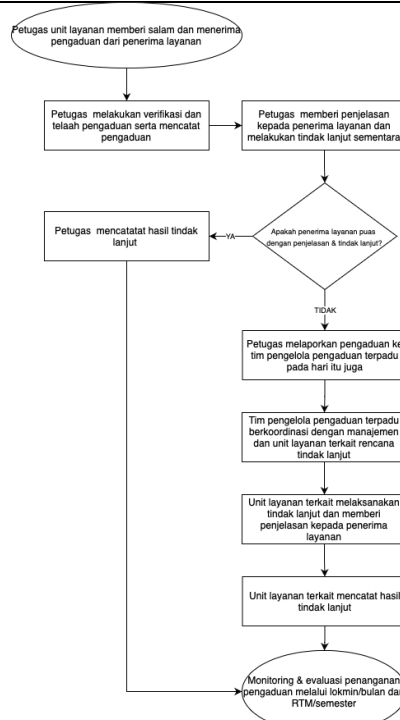 Petugas unit layanan memberi salam dan menerima
pengaduan dari penerima layanan
Petugas melakukan verifikasi dan
telaah pengaduan serta mencatat
pengaduan
Petugas memberi penjelasan
kepada penerima layanan dan
melakukan tindak lanjut sementara
Apakah penerima layanan puas
dengan penjelasan & tindak lanjut?
YA
Petugas mencatatat hasil tindak
lanjut
TIDAK
Petugas melaporkan pengaduan ke
tim pengelola pengaduan terpadu
pada hari itu juga
Tim pengelola pengaduan terpadu
berkoordinasi dengan manajemen
dan unit layanan terkait rencana
tindak lanjut
Unit layanan terkait melaksanakan
tindak lanjut dan memberi
penjelasan kepada penerima
layanan
Unit layanan terkait mencatat hasil
tindak lanjut
Monitoring & evaluasi penanganan
pengaduan melalui lokmin/bulan dan
RTM/semester